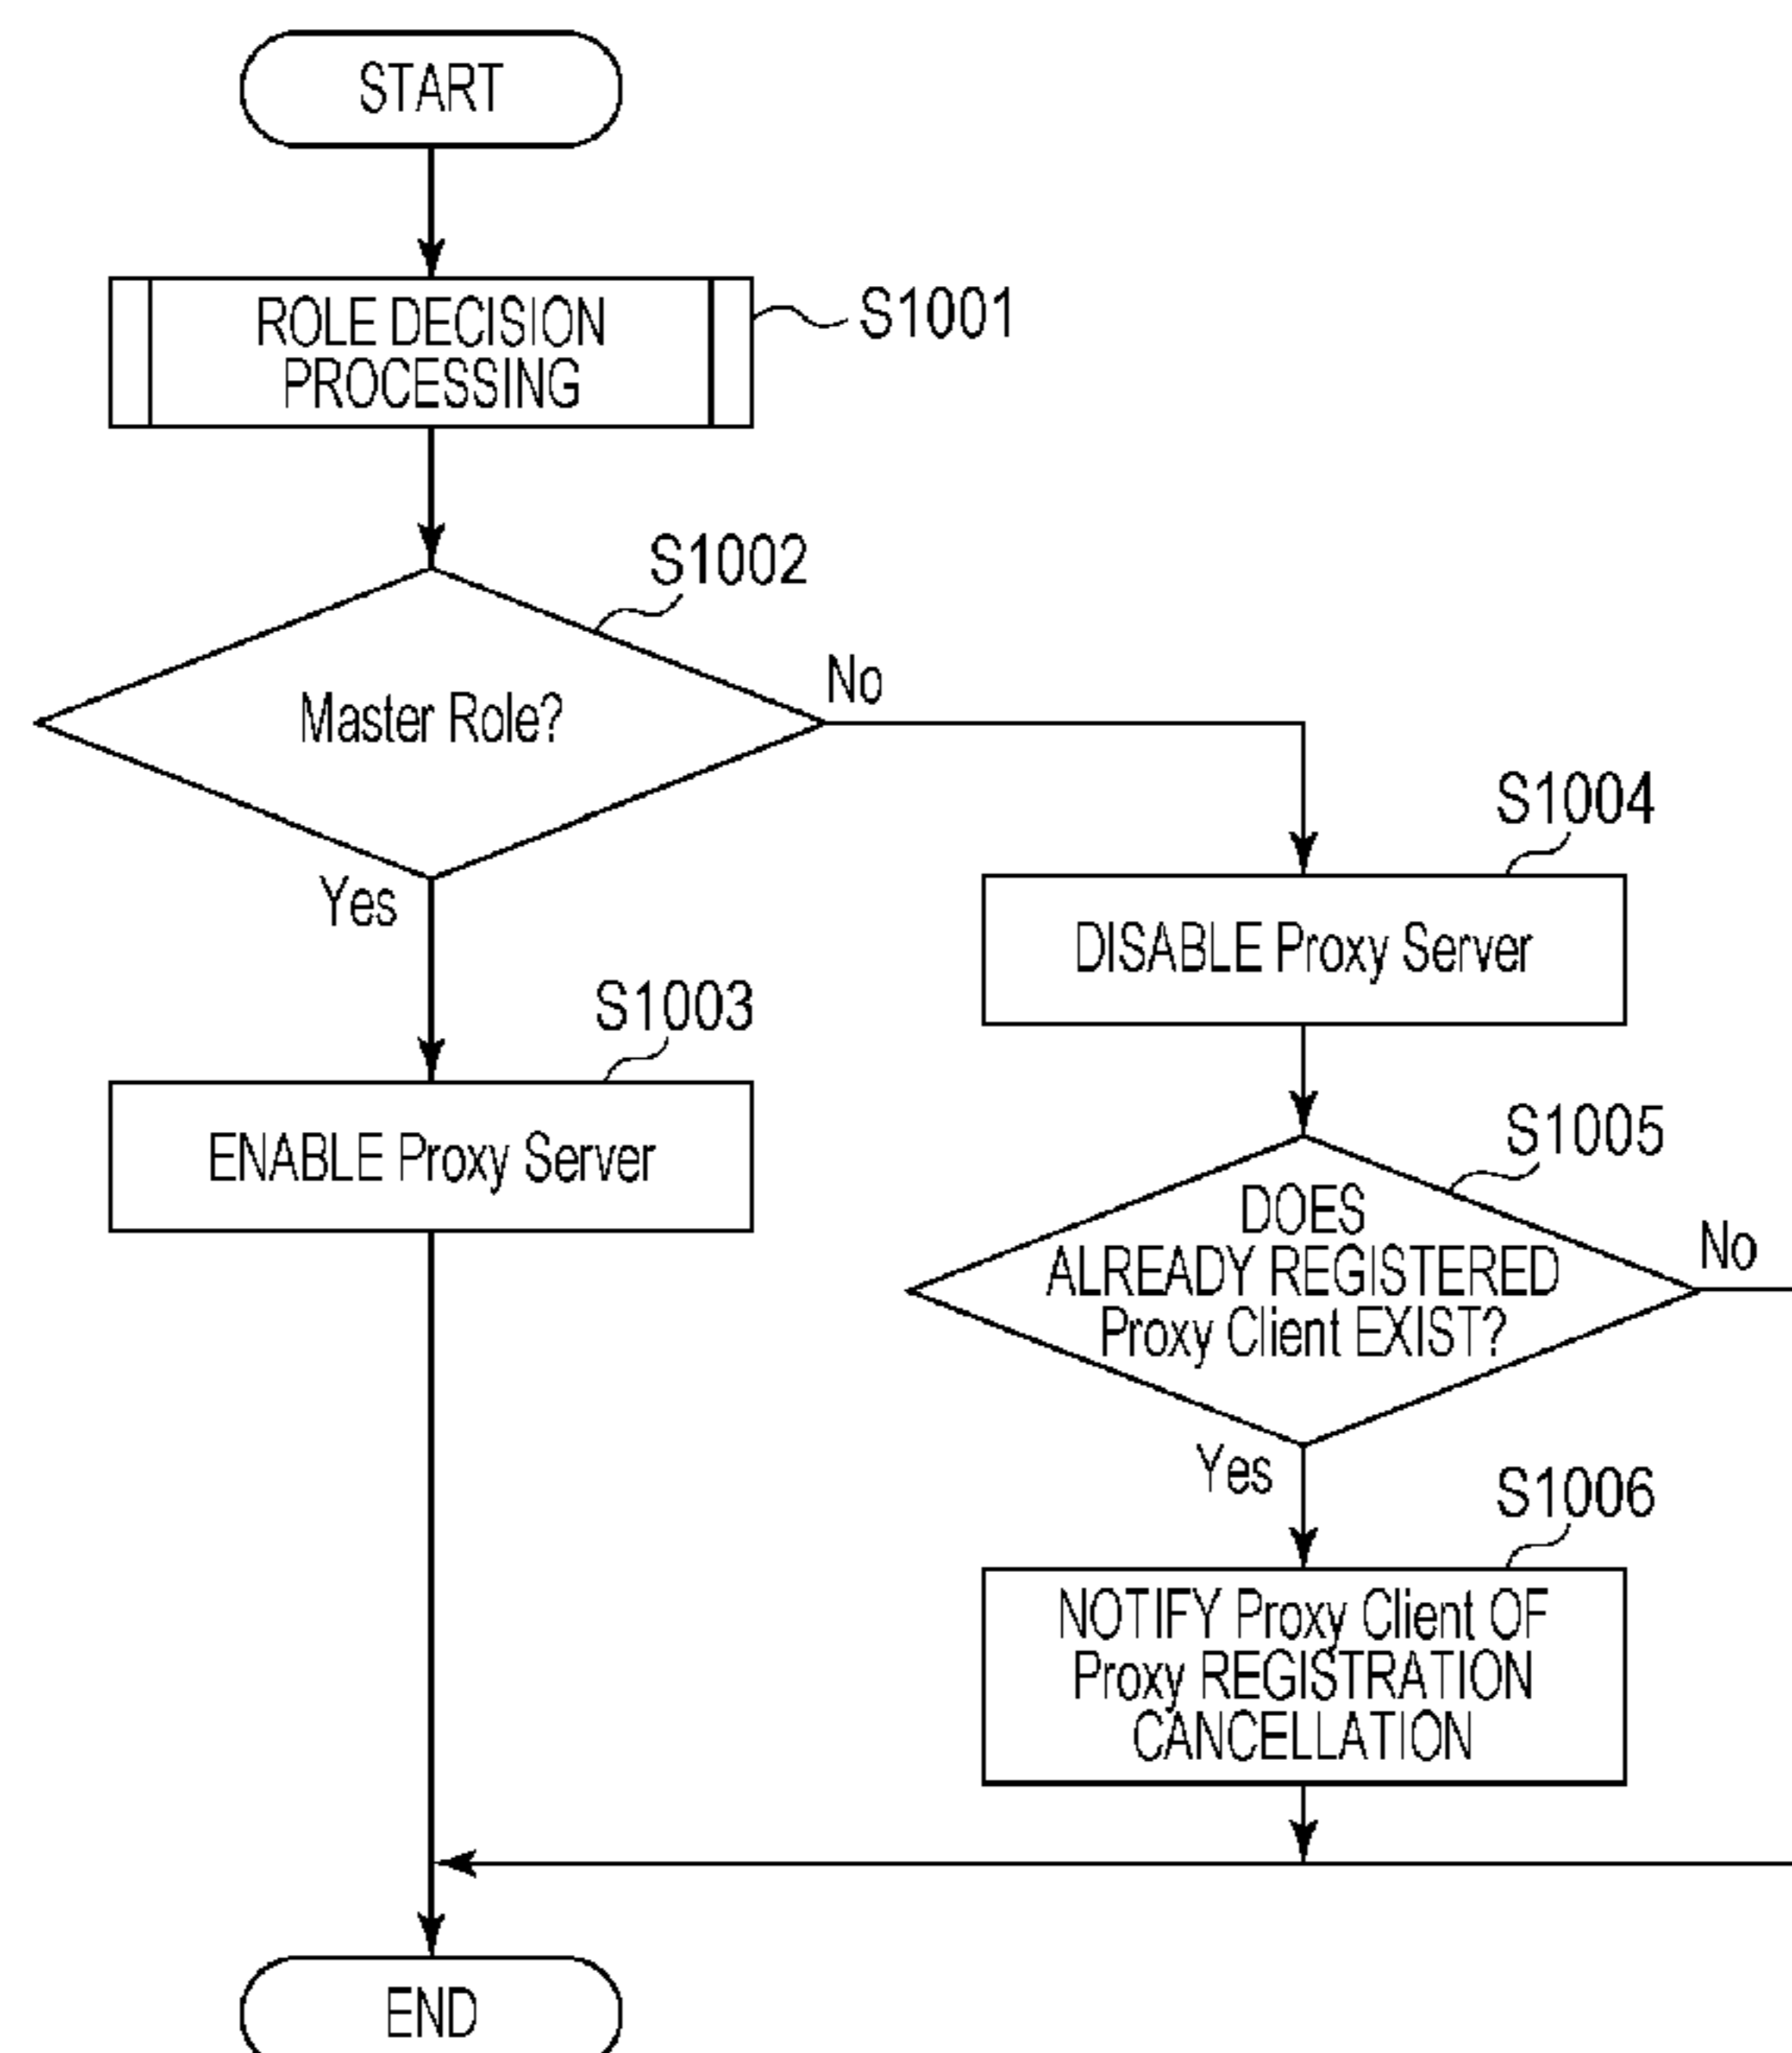 START
ROLE DECISION
PROCESSING
S1001
S1002
Master Role?
No
Yes
S1003
ENABLE Proxy Server
S1004
DISABLE Proxy Server
S1005
DOES
ALREADY REGISTERED
Proxy Client EXIST?
No
Yes
S1006
NOTIFY Proxy Client OF
Proxy REGISTRATION
CANCELLATION
END